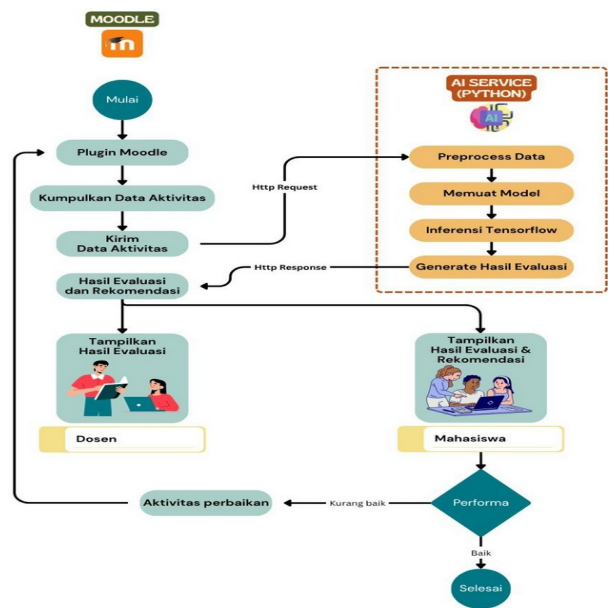 MOODLE
m
Mulai
Plugin Moodle
Kumpulkan Data Aktivitas
Kirim
Data Aktivitas
Http Request
AI SERVICE
(PYTHON)
AI
Preprocess Data
Memuat Model
Inferensi Tensorflow
Generate Hasil Evaluasi
Http Response
Hasil Evaluasi
dan Rekomendasi
Tampilkan
Hasil Evaluasi
Dosen
Tampilkan
Hasil Evaluasi &
Rekomendasi
Mahasiswa
Performa
Kurang baik
Aktivitas perbaikan
Baik
Selesai